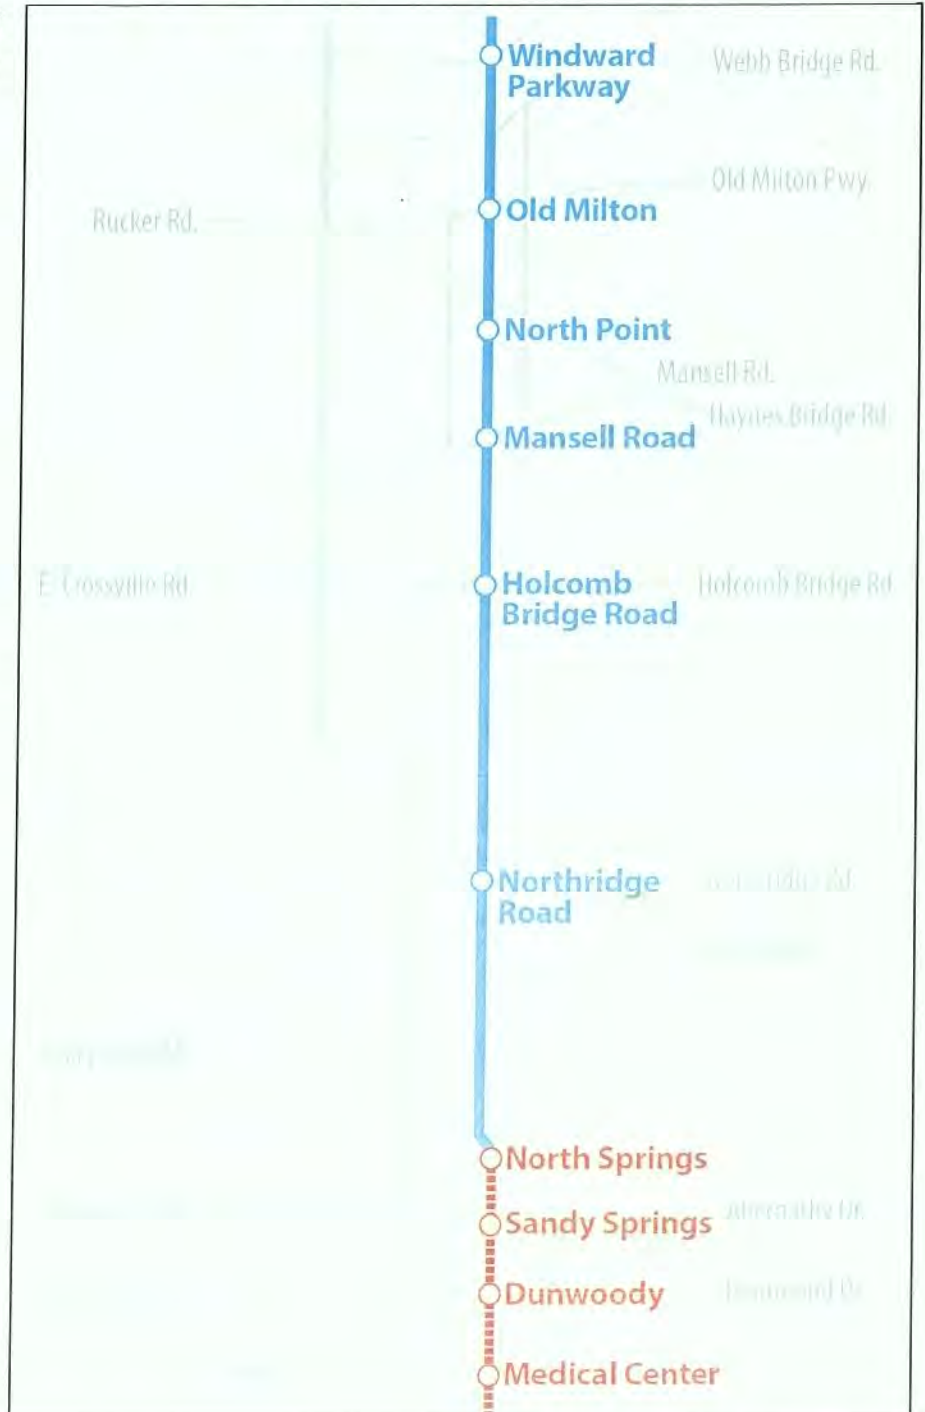 Windward
Parkway
Webb Bridge Rd.
Old Milton Pwy.
Old Milton
Rucker Rd.
North Point
Mansell Rd.
Haynes Bridge Rd.
Mansell Road
E. Crossville Rd.
Holcomb
Bridge Road
Holcomb Bridge Rd.
Northridge
Road
North Springs
Sandy Springs
Dunwoody
Medical Center